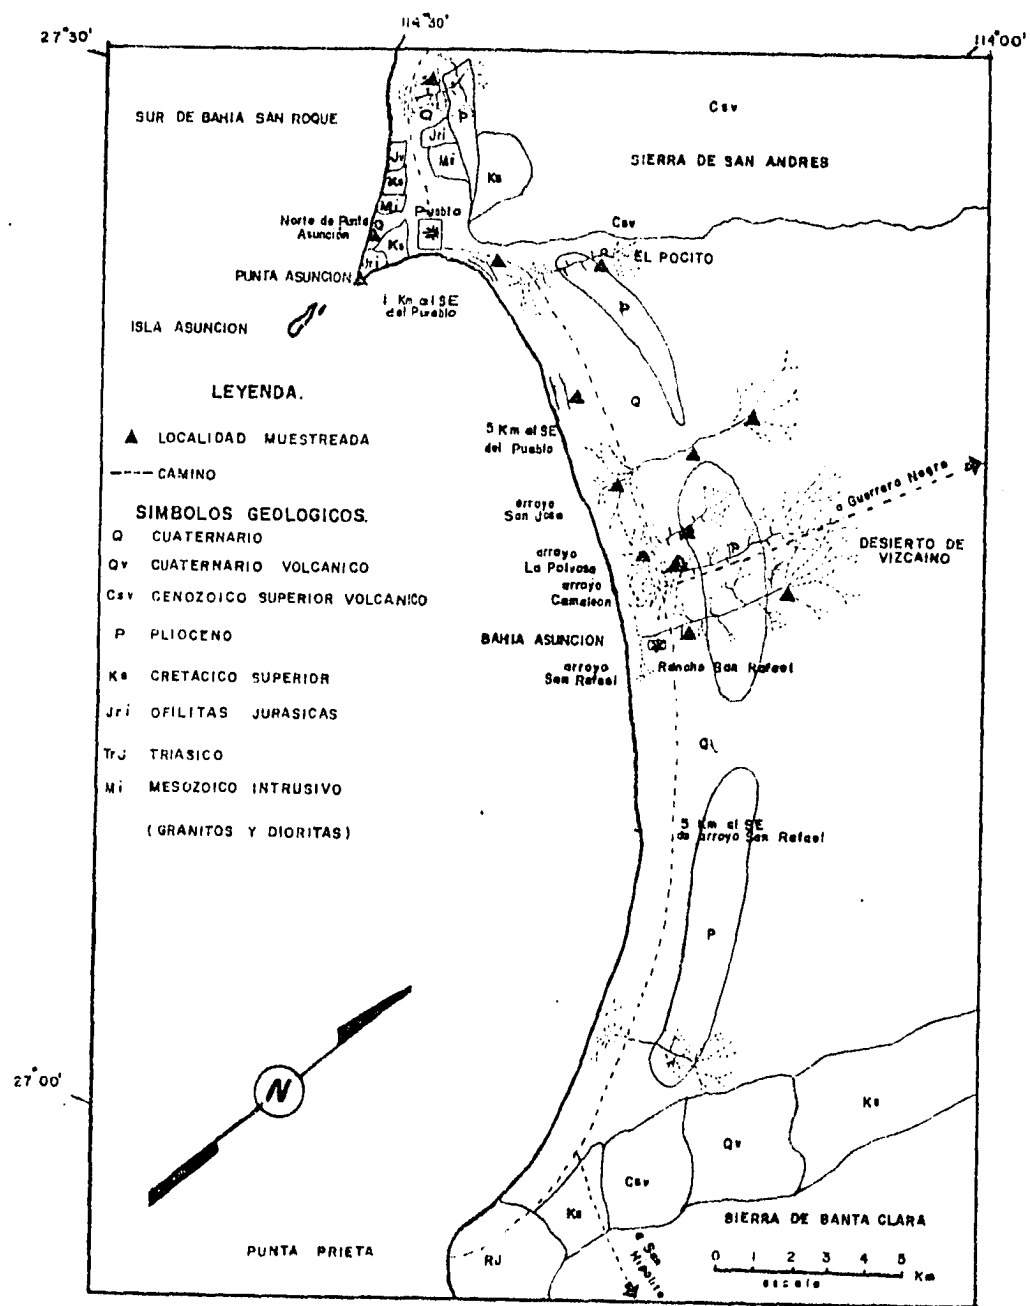 114°30'
27°30'
114°00'
SUR DE BAHIA SAN ROQUE
Q
P
Csv
Jri
Mi
Jv
Ks
Mi
Ks
SIERRA DE SAN ANDRES
Norte de Punta
Asunción
Q
Ks
Pueblo
Csv
Jri
PUNTA ASUNCION
EL POCITO
1 Km al SE
del Pueblo
P
ISLA ASUNCION
LEYENDA.
Q
LOCALIDAD MUESTREADA
5 Km al SE
del Pueblo
CAMINO
a Guerrero Negro
SIMBOLOS GEOLOGICOS.
arroyo
San Jose
Q CUATERNARIO
P
DESIERTO DE
VIZCAINO
arroyo
La Polvosa
Qv CUATERNARIO VOLCANICO
arroyo
Camaleon
Csv CENOZOICO SUPERIOR VOLCANICO
P PLIOCENO
BAHIA ASUNCION
arroyo
San Rafael
Rancho San Rafael
Ks CRETACICO SUPERIOR
Jri OFILITAS JURASICAS
TrJ TRIASICO
Q
Mi MESOZOICO INTRUSIVO
(GRANITOS Y DIORITAS)
5 Km al SE
de arroyo San Rafael
P
N
27°00'
Ks
Qv
Csv
Ks
SIERRA DE SANTA CLARA
PUNTA PRIETA
RJ
a San
Hipolito
0 1 2 3 4 5
Km
escala